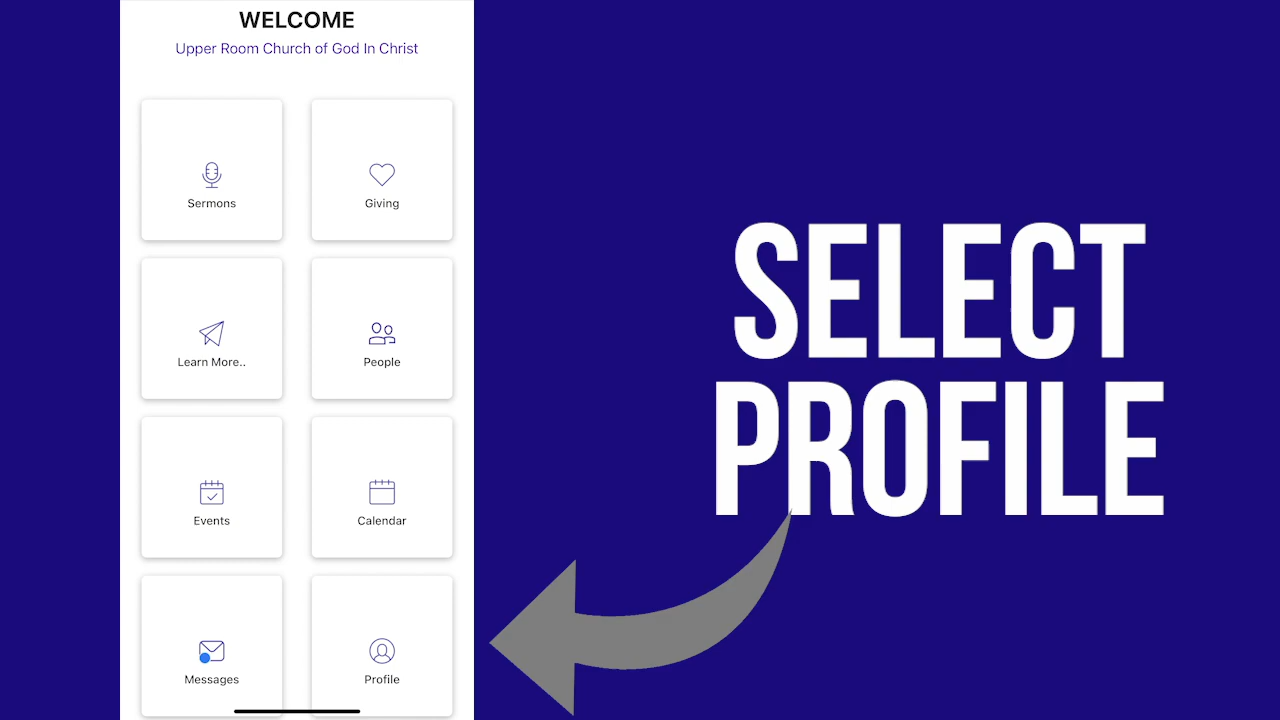 WELCOME
Upper Room Church of God In Christ
Sermons
Giving
Learn More..
People
Events
Calendar
Messages
Profile
SELECT
PROFILE